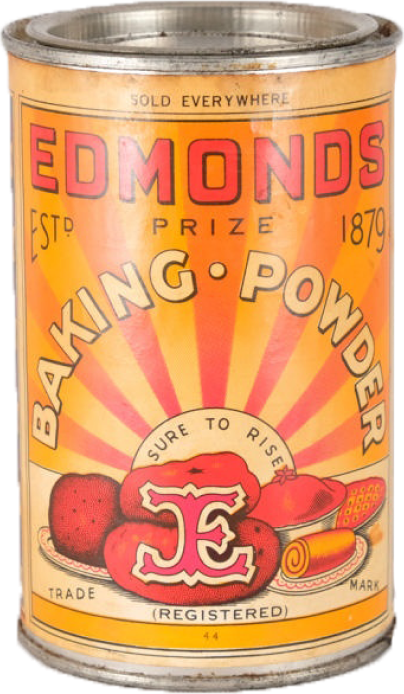 SOLD EVERYWHERE
EDMONDS
ESTD PRIZE 1879
BAKING • POWDER
SURE TO RISE
E
TRADE MARK
(REGISTERED)
44